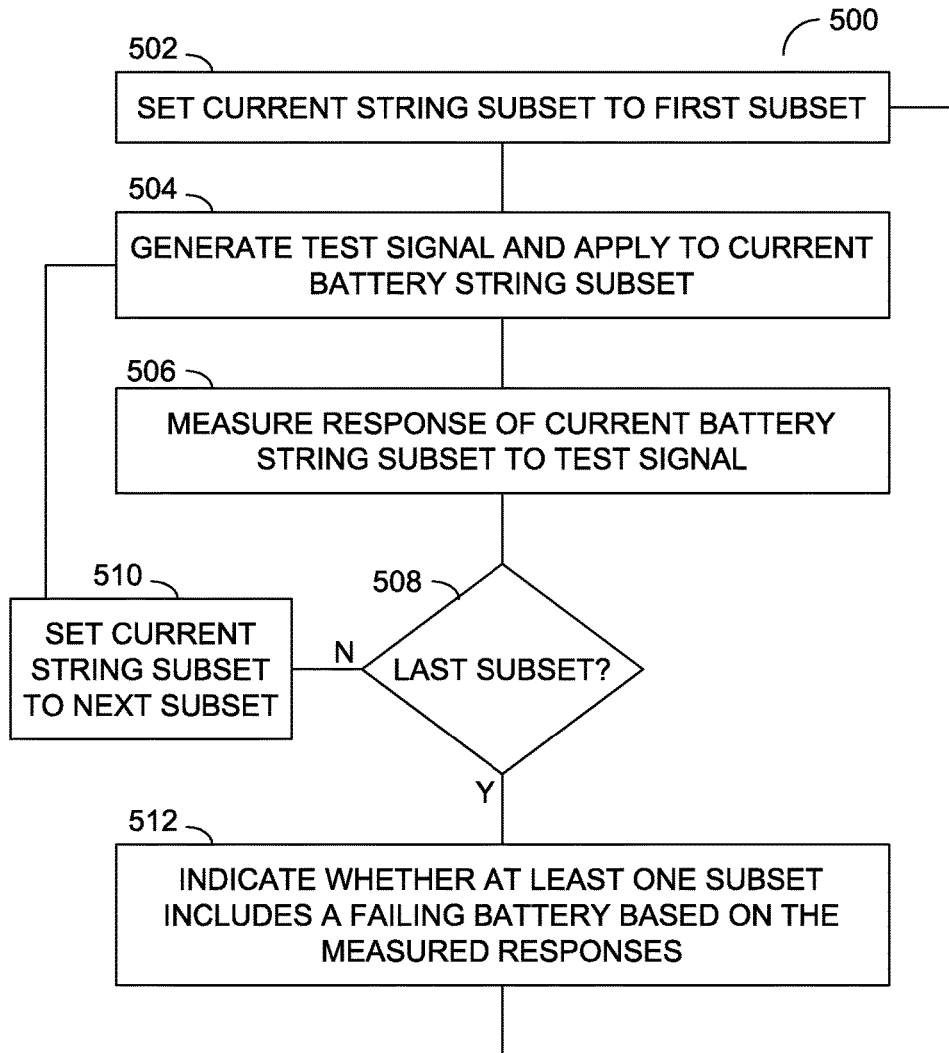 500
502
SET CURRENT STRING SUBSET TO FIRST SUBSET
504
GENERATE TEST SIGNAL AND APPLY TO CURRENT
BATTERY STRING SUBSET
506
MEASURE RESPONSE OF CURRENT BATTERY
STRING SUBSET TO TEST SIGNAL
508
LAST SUBSET?
N
510
SET CURRENT
STRING SUBSET
TO NEXT SUBSET
Y
512
INDICATE WHETHER AT LEAST ONE SUBSET
INCLUDES A FAILING BATTERY BASED ON THE
MEASURED RESPONSES